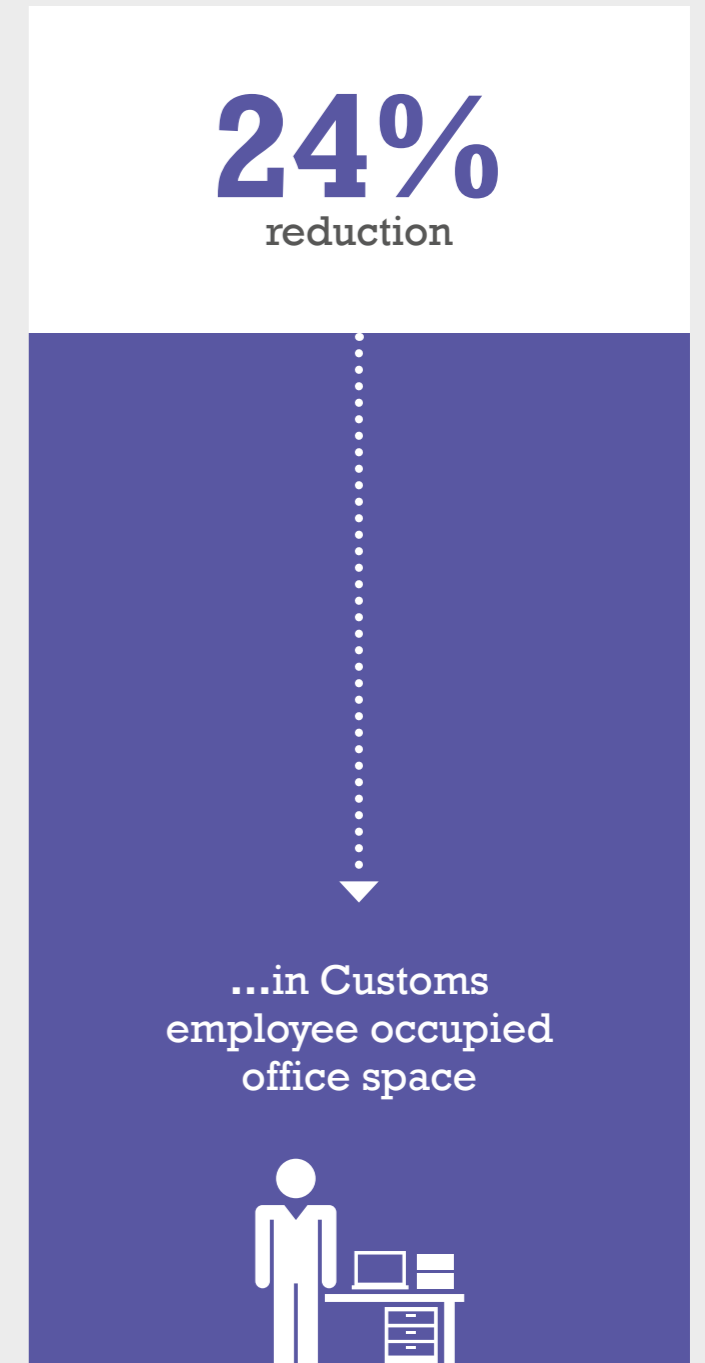 24%
reduction
...in Customs
employee occupied
office space